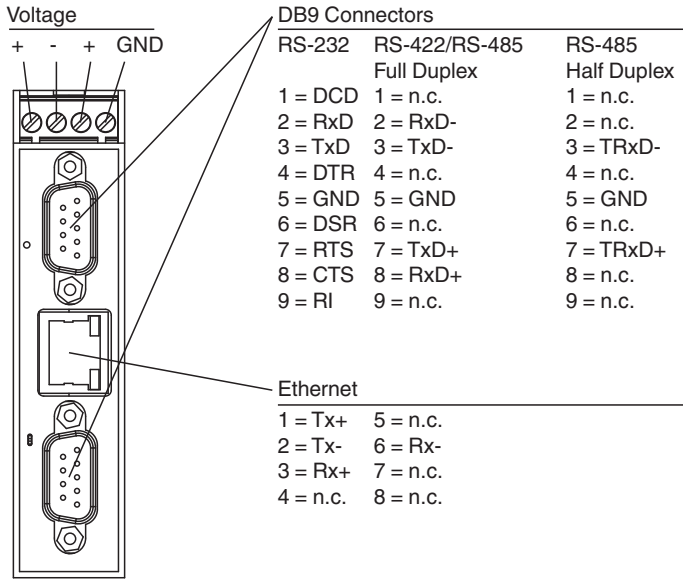 Voltage
+ - + GND
DB9 Connectors
RS-232 RS-422/RS-485 RS-485
Full Duplex Half Duplex
1 = DCD 1 = n.c. 1 = n.c.
2 = RxD 2 = RxD- 2 = n.c.
3 = TxD 3 = TxD- 3 = TRxD-
4 = DTR 4 = n.c. 4 = n.c.
5 = GND 5 = GND 5 = GND
6 = DSR 6 = n.c. 6 = n.c.
7 = RTS 7 = TxD+ 7 = TRxD+
8 = CTS 8 = RxD+ 8 = n.c.
9 = RI 9 = n.c. 9 = n.c.
Ethernet
1 = Tx+ 5 = n.c.
2 = Tx- 6 = Rx-
3 = Rx+ 7 = n.c.
4 = n.c. 8 = n.c.